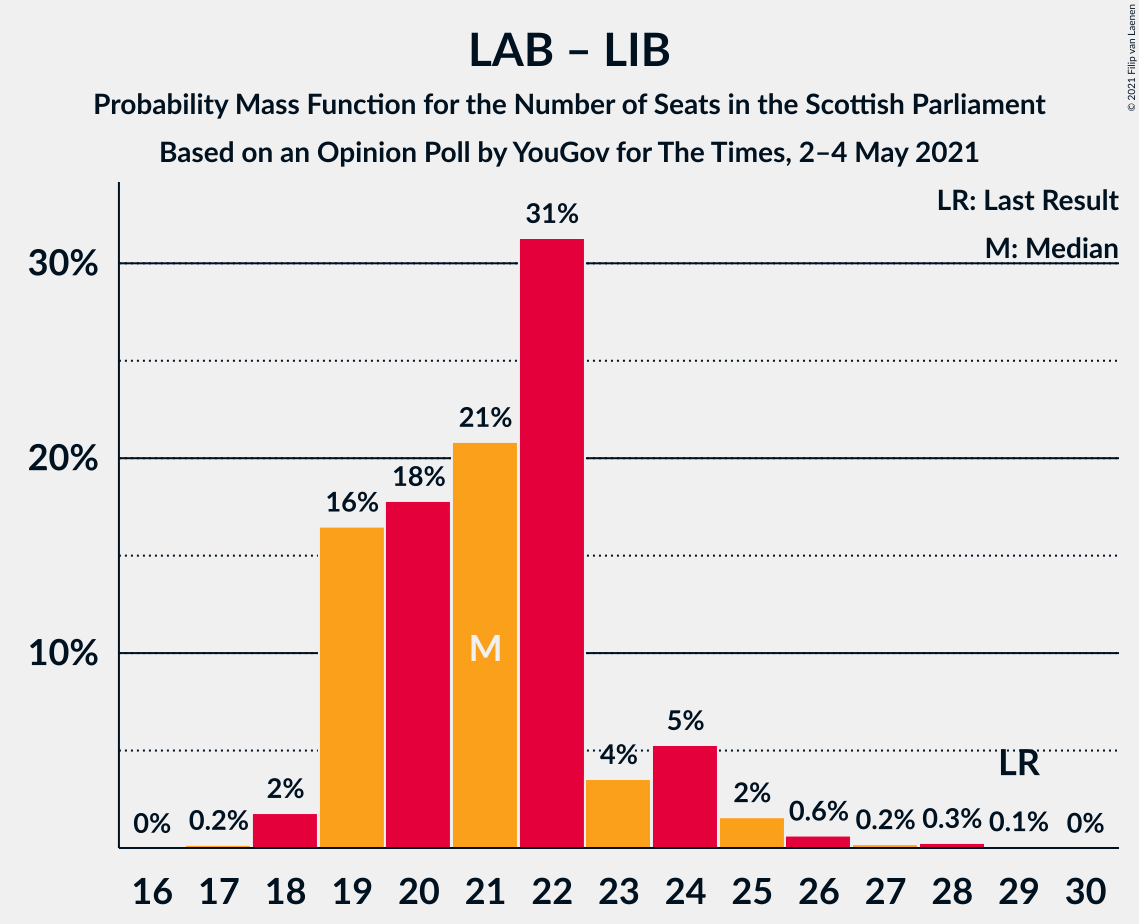 LAB – LIB
Probability Mass Function for the Number of Seats in the Scottish Parliament
Based on an Opinion Poll by YouGov for The Times, 2–4 May 2021
© 2021 Filip van Laenen
LR: Last Result
M: Median
30%
20%
10%
0%
0.2%
2%
16%
18%
21%
31%
4%
5%
2%
0.6%
0.2%
0.3%
0.1%
0%
M
LR
16 17 18 19 20 21 22 23 24 25 26 27 28 29 30